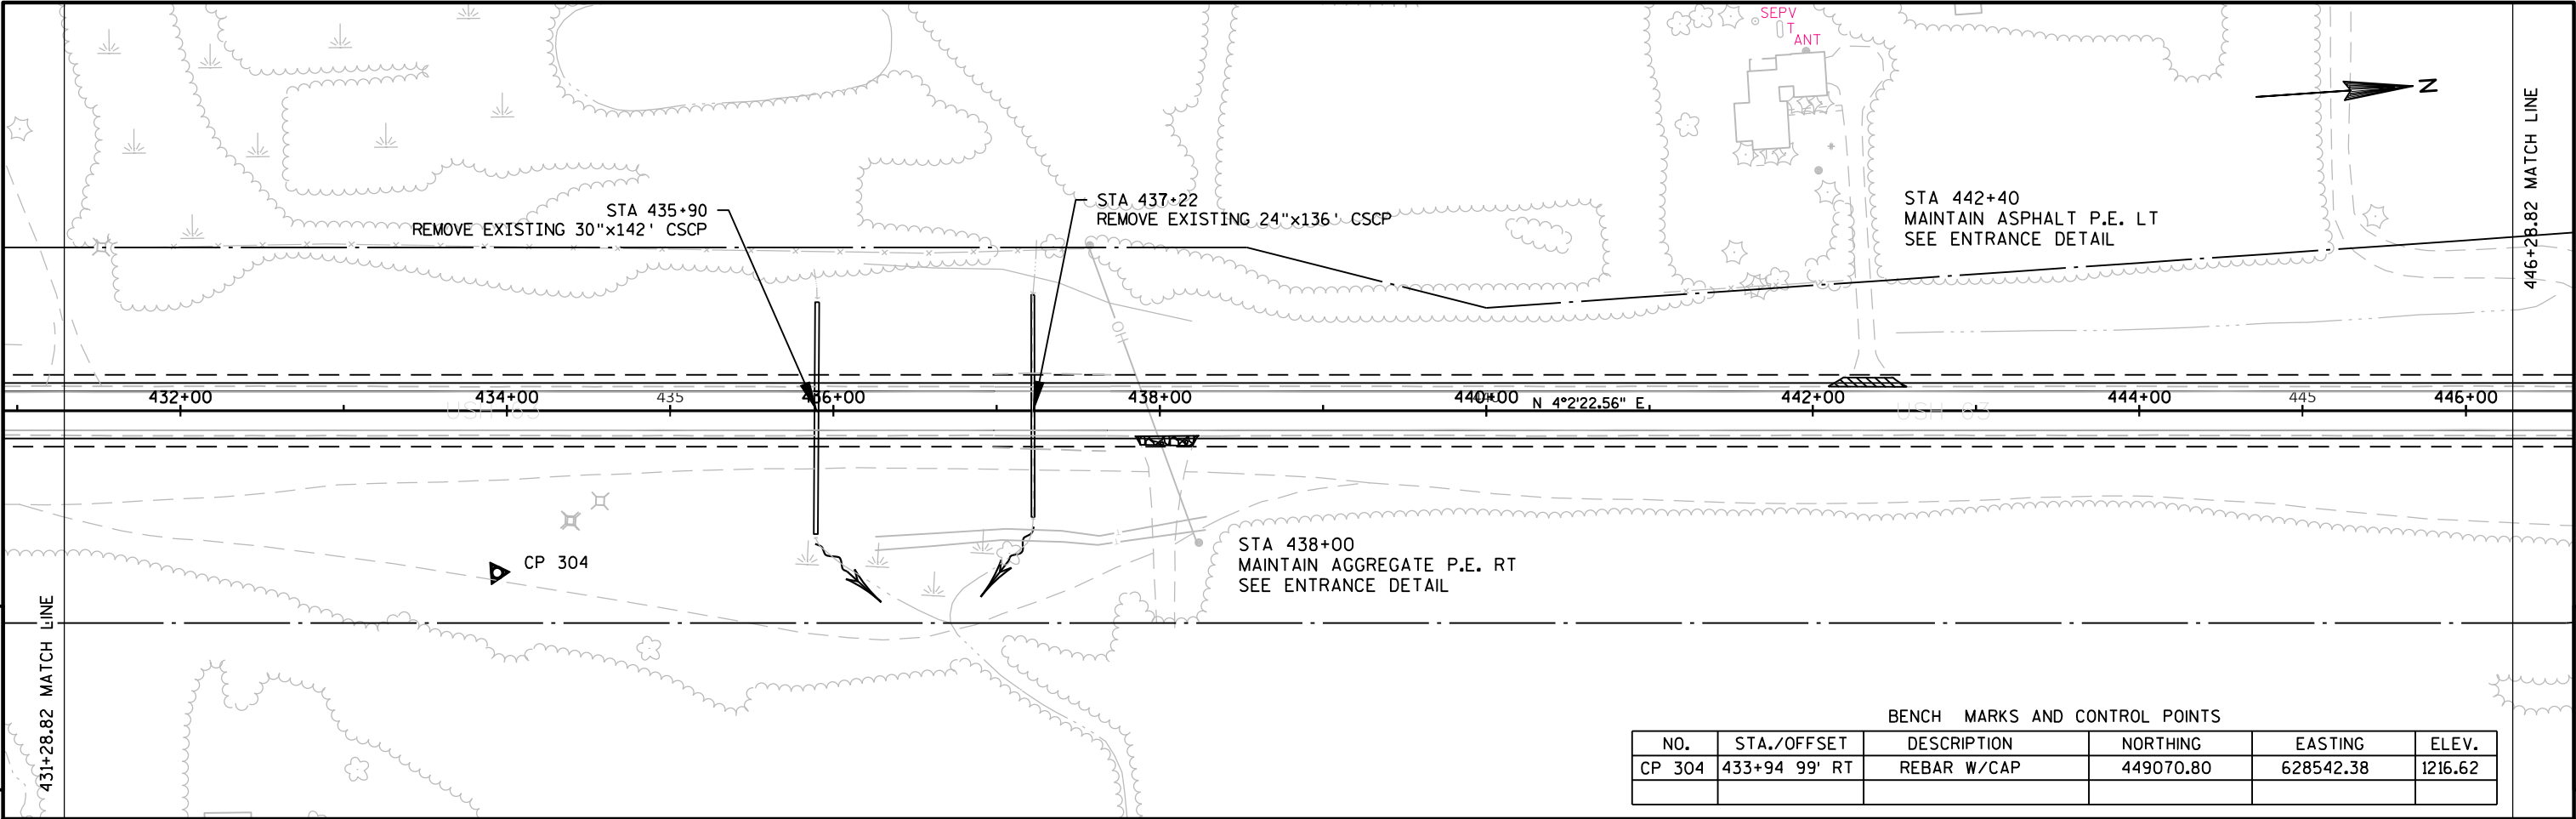 SEPV
T
ANT
N
STA 435+90
REMOVE EXISTING 30"x142' CSCP
STA 437+22
REMOVE EXISTING 24"x136' CSCP
STA 442+40
MAINTAIN ASPHALT P.E. LT
SEE ENTRANCE DETAIL
446+28.82 MATCH LINE
OH
432+00 434+00 435 436+00 438+00 440+00 N 4°2'22.56" E 442+00 444+00 445 446+00
USH 63 USH 63
CP 304
STA 438+00
MAINTAIN AGGREGATE P.E. RT
SEE ENTRANCE DETAIL
431+28.82 MATCH LINE
BENCH MARKS AND CONTROL POINTS
NO. STA./OFFSET DESCRIPTION NORTHING EASTING ELEV.
CP 304 433+94 99' RT REBAR W/CAP 449070.80 628542.38 1216.62